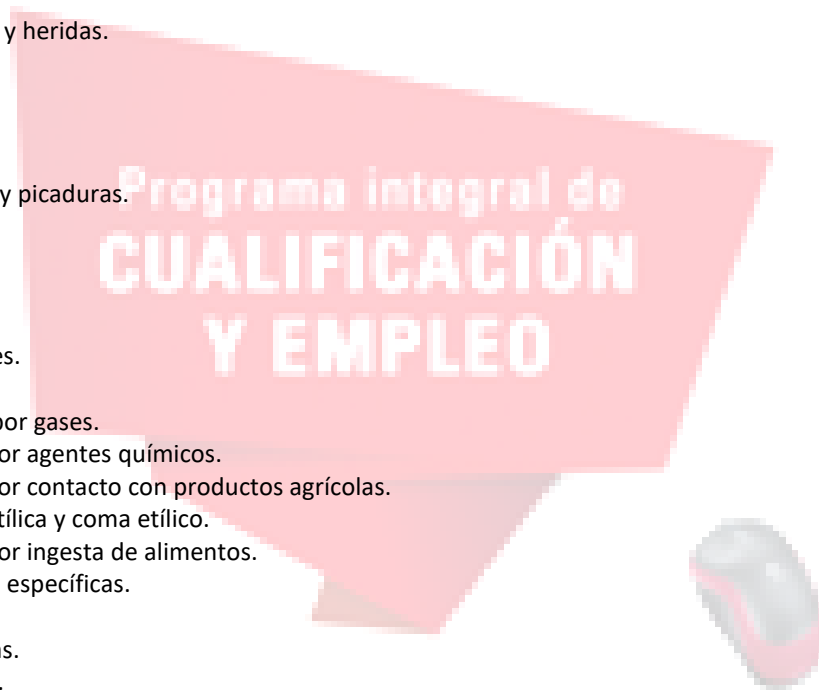 y heridas.
y picaduras.
Programa integral de
CUALIFICACIÓN
Y EMPLEO
es.
por gases.
or agentes químicos.
or contacto con productos agrícolas.
tílica y coma etílico.
or ingesta de alimentos.
específicas.
as.